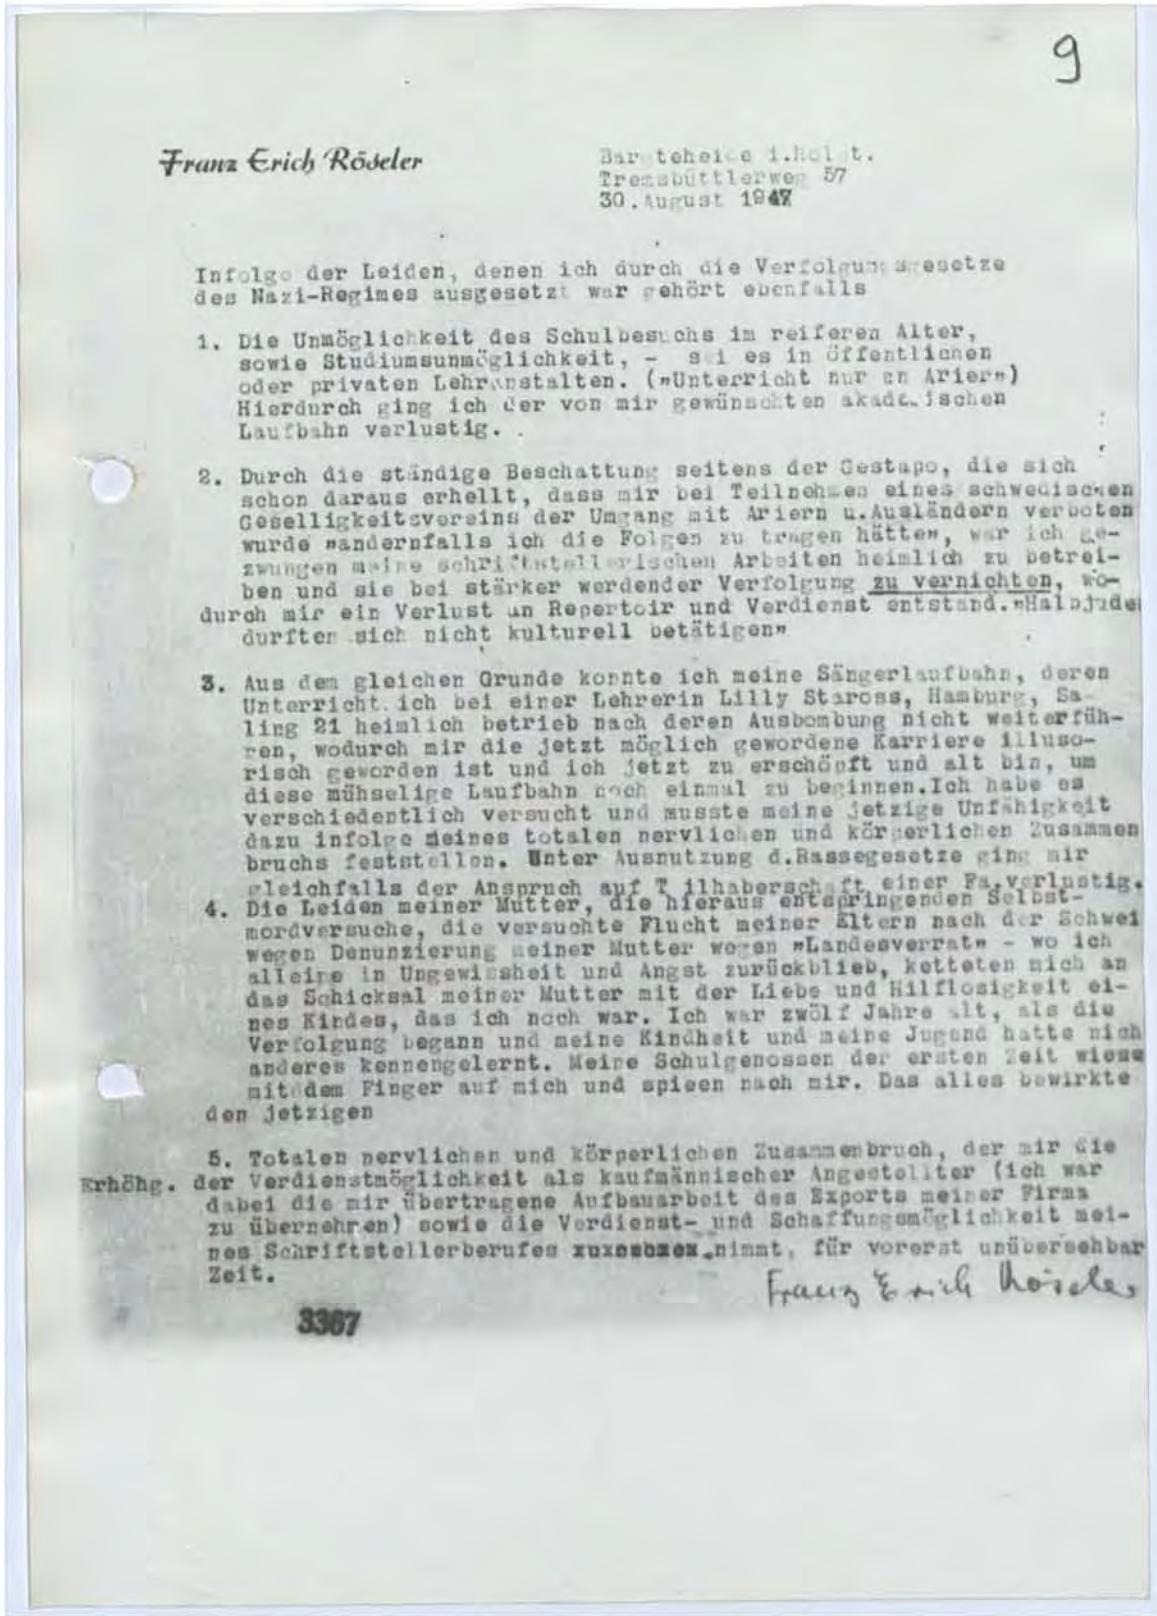 9
Franz Erich Röseler
Bargteheide i.Holst.
Tremsbüttlerweg 57
30.August 1947
Infolge der Leiden, denen ich durch die Verfolgungsgesetze
des Nazi-Regimes ausgesetzt war gehört ebenfalls
1. Die Unmöglichkeit des Schulbesuchs im reiferen Alter,
sowie Studiumsunmöglichkeit, - sei es in öffentlichen
oder privaten Lehranstalten. (»Unterricht nur an Arier»)
Hierdurch ging ich der von mir gewünschten akademischen
Laufbahn verlustig.
2. Durch die ständige Beschattung seitens der Gestapo, die sich
schon daraus erhellt, dass mir bei Teilnehmen eines schwedischen
Geselligkeitsvereins der Umgang mit Ariern u.Ausländern verboten
wurde »andernfalls ich die Folgen zu tragen hätte», war ich ge-
zwungen meine schriftstellerischen Arbeiten heimlich zu betrei-
ben und sie bei stärker werdender Verfolgung zu vernichten, wo-
durch mir ein Verlust an Repertoir und Verdienst entstand.»Halbjude
durften sich nicht kulturell betätigen»
3. Aus dem gleichen Grunde konnte ich meine Sängerlaufbahn, deren
Unterricht ich bei einer Lehrerin Lilly Staross, Hamburg, Sa-
ling 21 heimlich betrieb nach deren Ausbombung nicht weiterfüh-
ren, wodurch mir die jetzt möglich gewordene Karriere illuso-
risch geworden ist und ich jetzt zu erschöpft und alt bin, um
diese mühselige Laufbahn noch einmal zu beginnen.Ich habe es
verschiedentlich versucht und musste meine jetzige Unfähigkeit
dazu infolge meines totalen nervlichen und körperlichen Zusammen
bruchs feststellen. Unter Ausnutzung d.Rassegesetze ging mir
gleichfalls der Anspruch auf Teilhaberschaft einer Fa.verlustig.
4. Die Leiden meiner Mutter, die hieraus entspringenden Selbst-
mordversuche, die versuchte Flucht meiner Eltern nach der Schwei
wegen Denunzierung meiner Mutter wegen »Landesverrat» - wo ich
alleine in Ungewissheit und Angst zurückblieb, ketteten mich an
das Schicksal meiner Mutter mit der Liebe und Hilflosigkeit ei-
nes Kindes, das ich noch war. Ich war zwölf Jahre alt, als die
Verfolgung begann und meine Kindheit und meine Jugend hatte nich
anderes kennengelernt. Meine Schulgenossen der ersten Zeit wiese
mit dem Finger auf mich und spieen nach mir. Das alles bewirkte
den jetzigen
5. Totalen nervlichen und körperlichen Zusammenbruch, der mir die
Erhöhg. der Verdienstmöglichkeit als kaufmännischer Angestellter (ich war
dabei die mir übertragene Aufbauarbeit des Exports meiner Firma
zu übernehren) sowie die Verdienst- und Schaffungsmöglichkeit mei-
nes Schriftstellerberufes nimmt, für vorerst unübersehbar
Zeit.
Franz Erich Röseler
3367